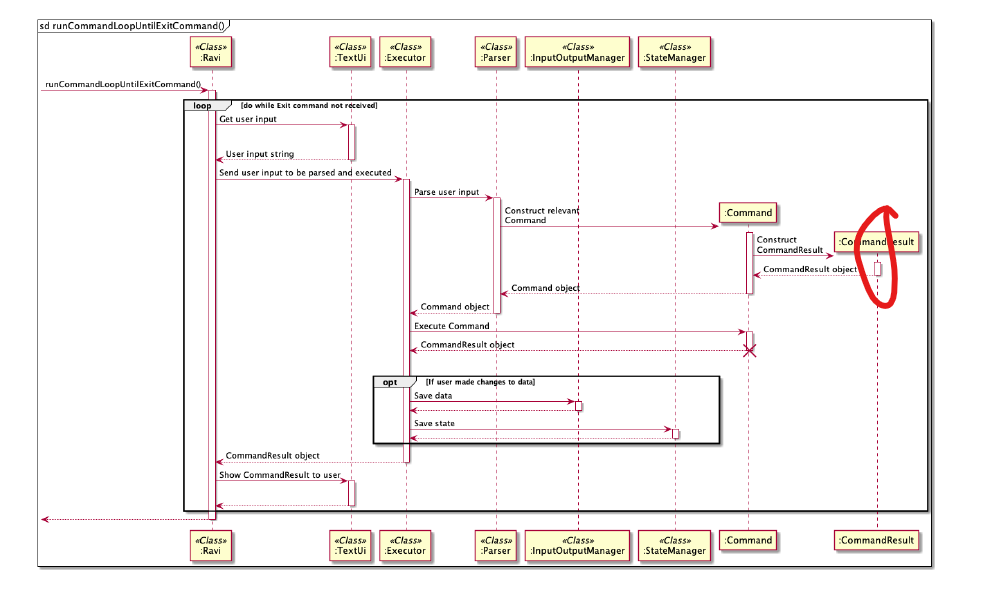 sd runCommandLoopUntilExitCommand()
«Class»
:Ravi
«Class»
:TextUi
«Class»
:Executor
«Class»
:Parser
«Class»
:InputOutputManager
«Class»
:StateManager
runCommandLoopUntilExitCommand()
loop [do while Exit command not received]
Get user input
User input string
Send user input to be parsed and executed
Parse user input
Construct relevant
Command
:Command
Construct
CommandResult
:CommandResult
CommandResult object
Command object
Command object
Execute Command
CommandResult object
opt [If user made changes to data]
Save data
Save state
CommandResult object
Show CommandResult to user
«Class»
:Ravi
«Class»
:TextUi
«Class»
:Executor
«Class»
:Parser
«Class»
:InputOutputManager
«Class»
:StateManager
:Command
:CommandResult